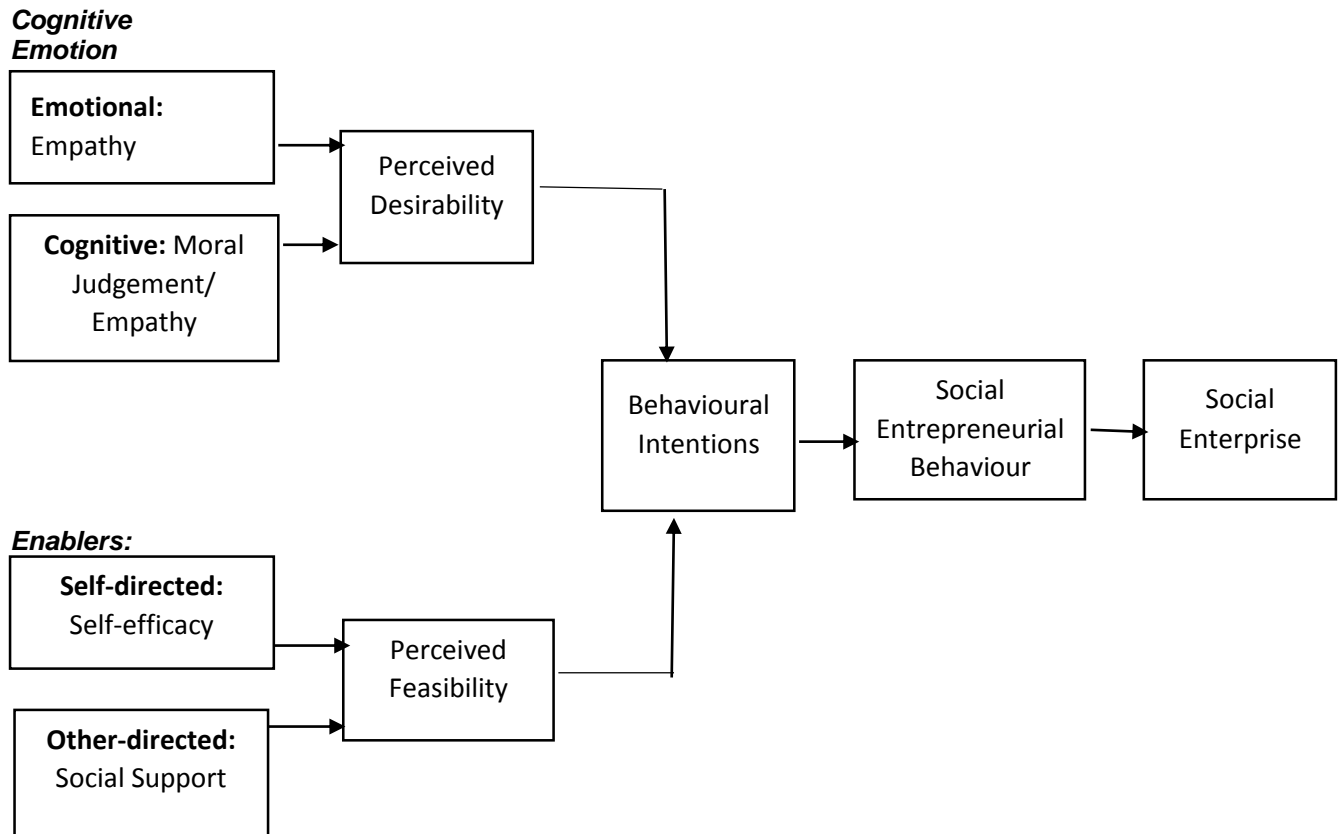 Cognitive
Emotion
Emotional:
Empathy
Cognitive: Moral
Judgement/
Empathy
Perceived
Desirability
Behavioural
Intentions
Social
Entrepreneurial
Behaviour
Social
Enterprise
Enablers:
Self-directed:
Self-efficacy
Other-directed:
Social Support
Perceived
Feasibility